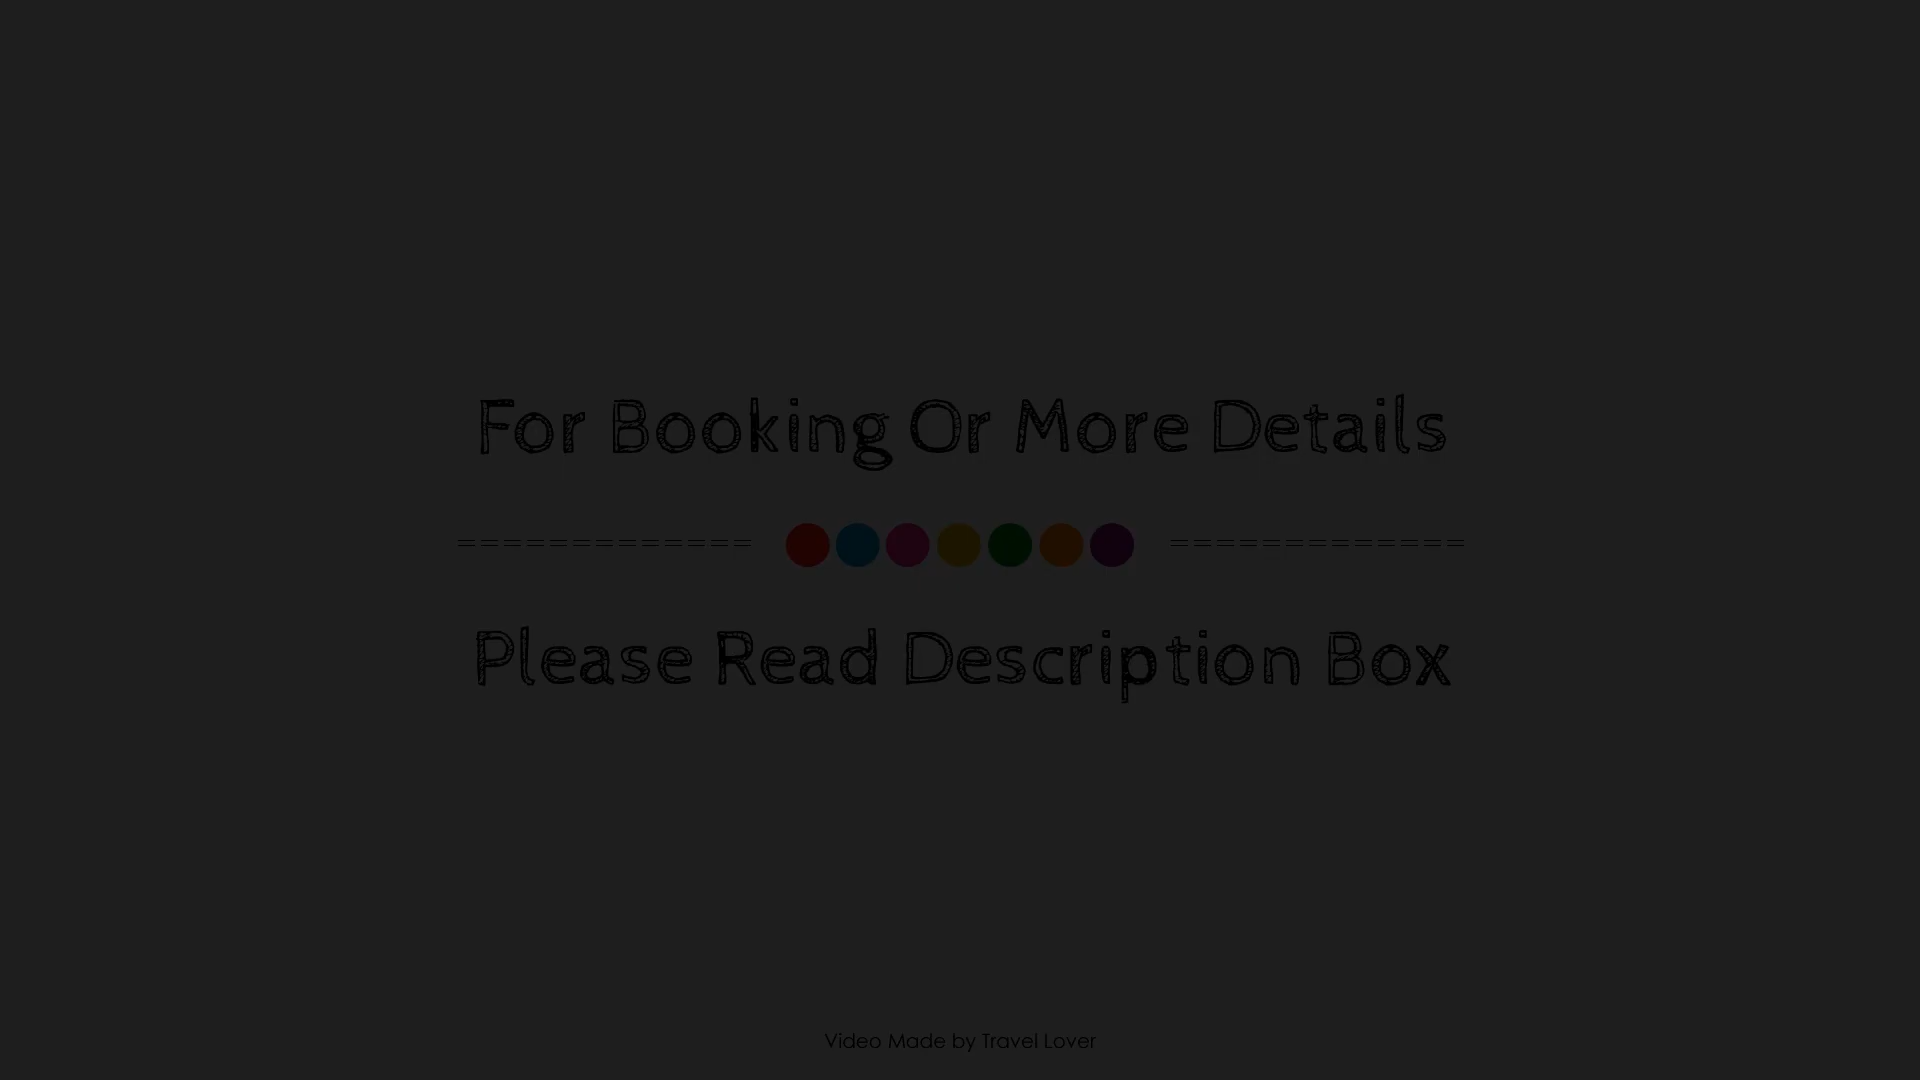 For Booking Or More Details
============= =============
Please Read Description Box
Video Made by Travel Lover